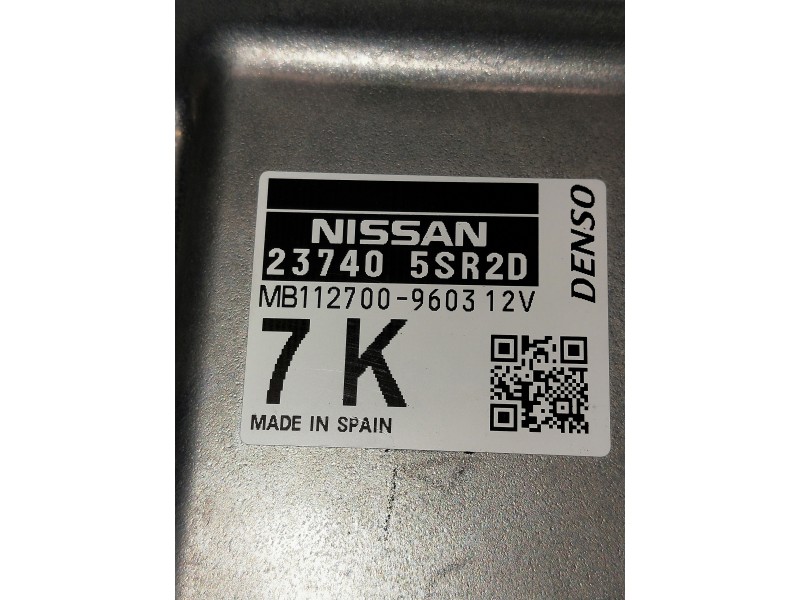 NISSAN
23740 5SR2D
MB112700-9603 12V
7K
MADE IN SPAIN
DENSO